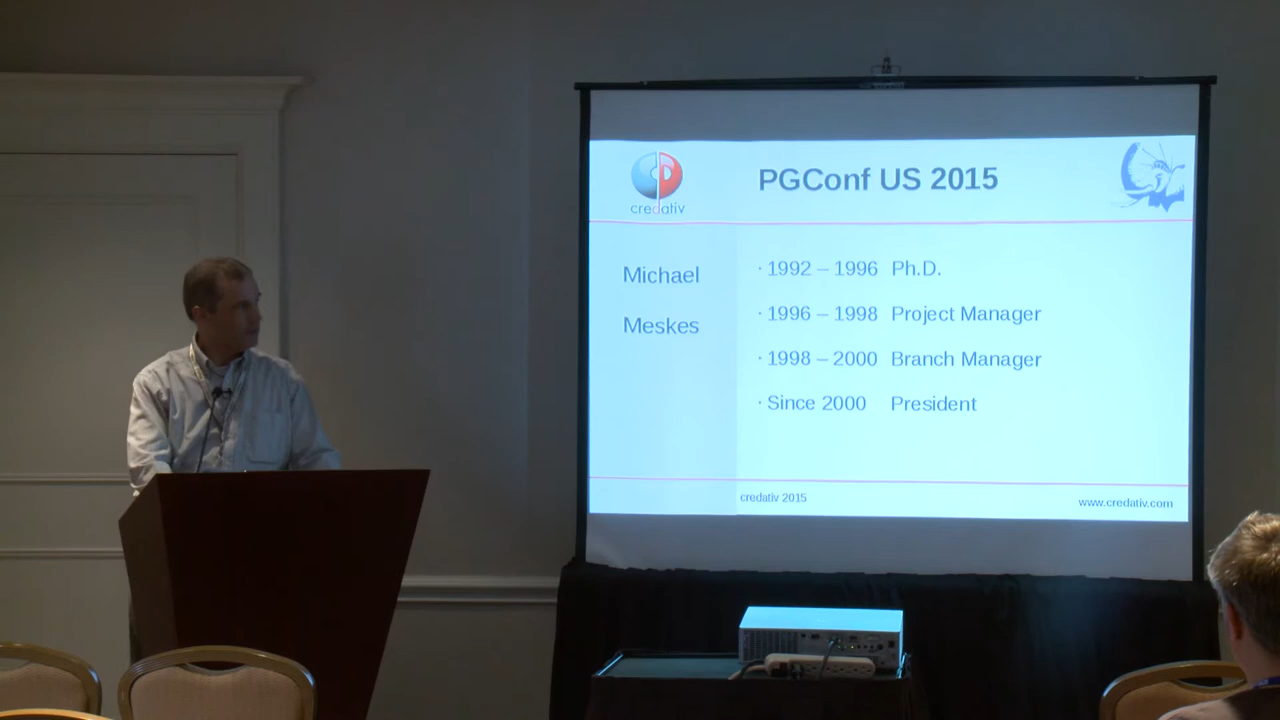 PGConf US 2015
credativ
Michael
Meskes
· 1992 – 1996 Ph.D.
· 1996 – 1998 Project Manager
· 1998 – 2000 Branch Manager
· Since 2000 President
credativ 2015
www.credativ.com